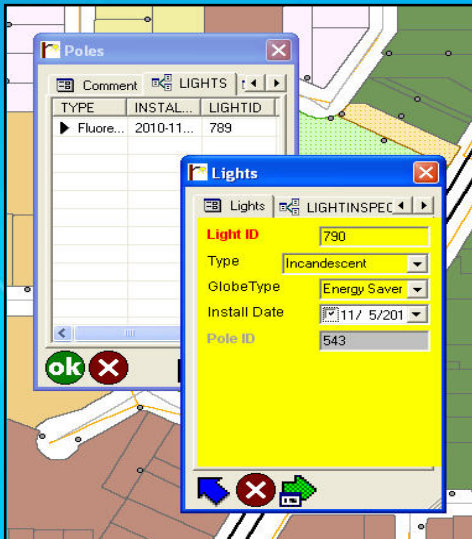 Poles
Comment LIGHTS
TYPE INSTAL... LIGHTID
Fluore... 2010-11... 789
ok
Lights
Lights LIGHTINSPEC
Light ID 790
Type Incandescent
GlobeType Energy Saver
Install Date 11/ 5/201
Pole ID 543